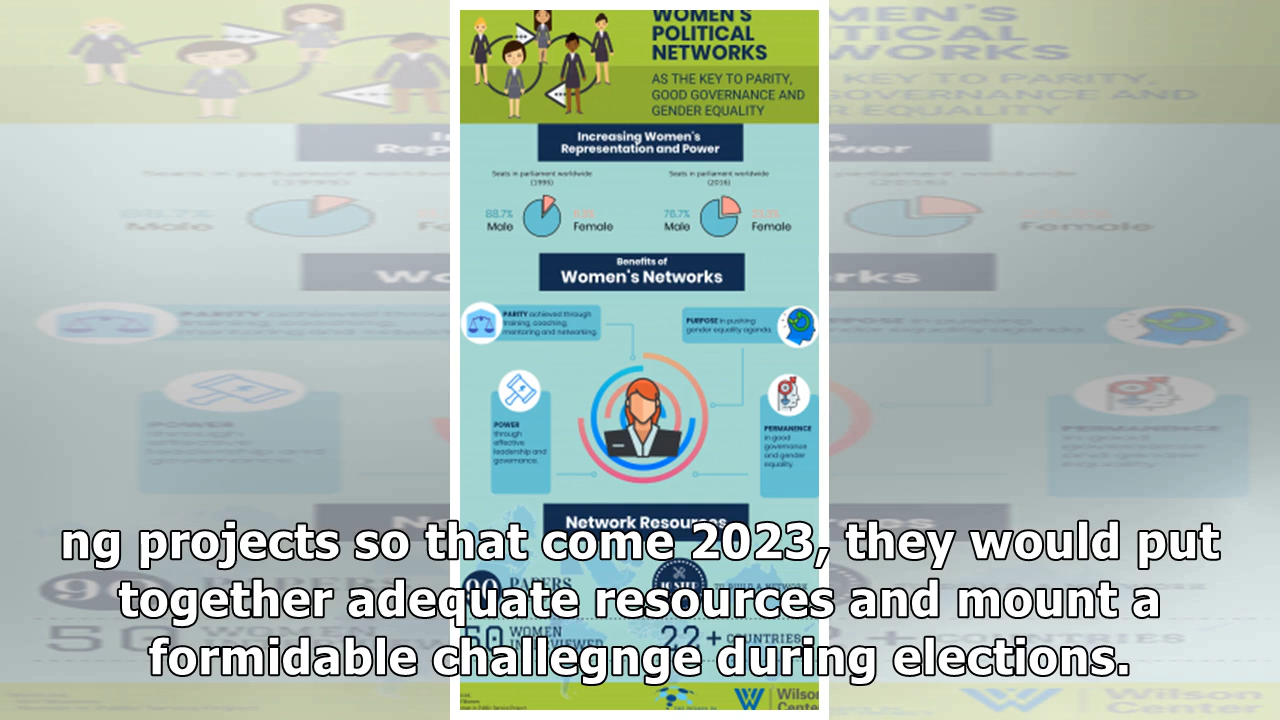 WOMEN'S
POLITICAL
NETWORKS
AS THE KEY TO PARITY,
GOOD GOVERNANCE AND
GENDER EQUALITY
Increasing Women's
Representation and Power
Seats in parliament worldwide
(1995)
Seats in parliament worldwide
(2016)
88.7%
Male
Female
76.7%
Male
Female
Benefits of
Women's Networks
PARITY achieved through
training, coaching,
mentoring and networking.
PURPOSE in pushing
gender equality agenda.
POWER
through
effective
leadership and
governance.
PERMANENCE
in good
governance
and gender
equality.
Network Resources
ng projects so that come 2023, they would put
together adequate resources and mount a
formidable challegnge during elections.
PAPERS
50 WOMEN
22+ COUNTRIES
Wilson
Center